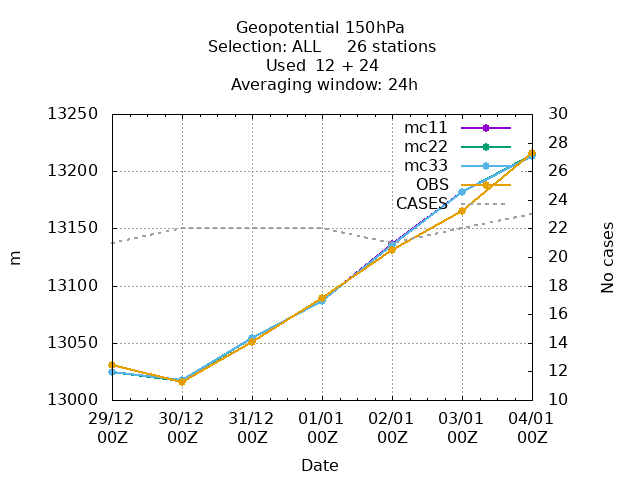 Geopotential 150hPa
Selection: ALL 26 stations
Used 12 + 24
Averaging window: 24h
13250
13200
13150
13100
13050
13000
m
30
28
26
24
22
20
18
16
14
12
10
No cases
mc11
mc22
mc33
OBS
CASES
29/12 30/12 31/12 01/01 02/01 03/01 04/01
00Z 00Z 00Z 00Z 00Z 00Z 00Z
Date